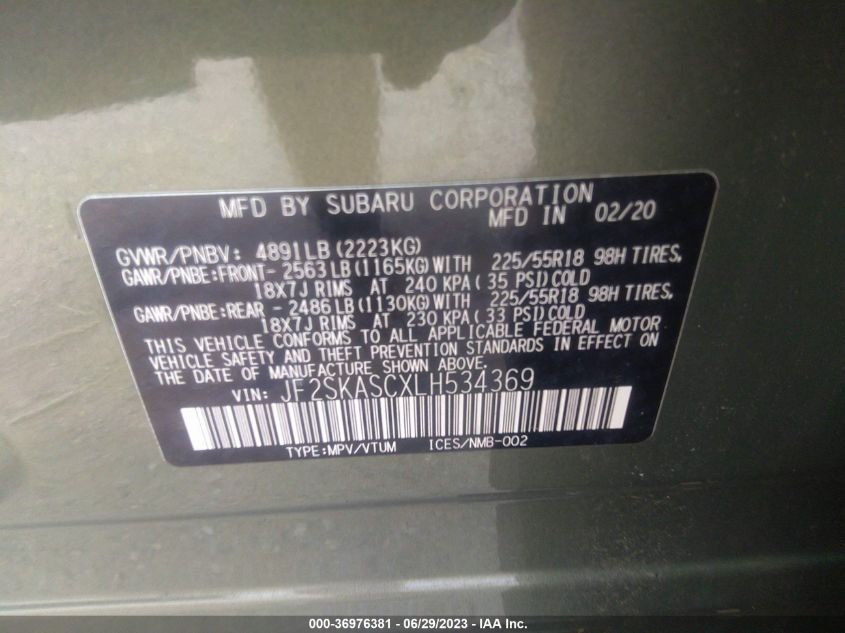 MFD BY SUBARU CORPORATION
MFD IN 02/20
GVWR/PNBV: 4891LB(2223KG)
GAWR/PNBE:FRONT- 2563LB(1165KG)WITH 225/55R18 98H TIRES,
18X7J RIMS AT 240 KPA( 35 PSI)COLD
GAWR/PNBE:REAR - 2486LB(1130KG)WITH 225/55R18 98H TIRES,
18X7J RIMS AT 230 KPA( 33 PSI)COLD
THIS VEHICLE CONFORMS TO ALL APPLICABLE FEDERAL MOTOR
VEHICLE SAFETY AND THEFT PREVENTION STANDARDS IN EFFECT ON
THE DATE OF MANUFACTURE SHOWN ABOVE.
VIN: JF2SKASCXLH534369
TYPE:MPV/VTUM ICES/NMB-002
000-36976381 - 06/29/2023 - IAA, Inc.